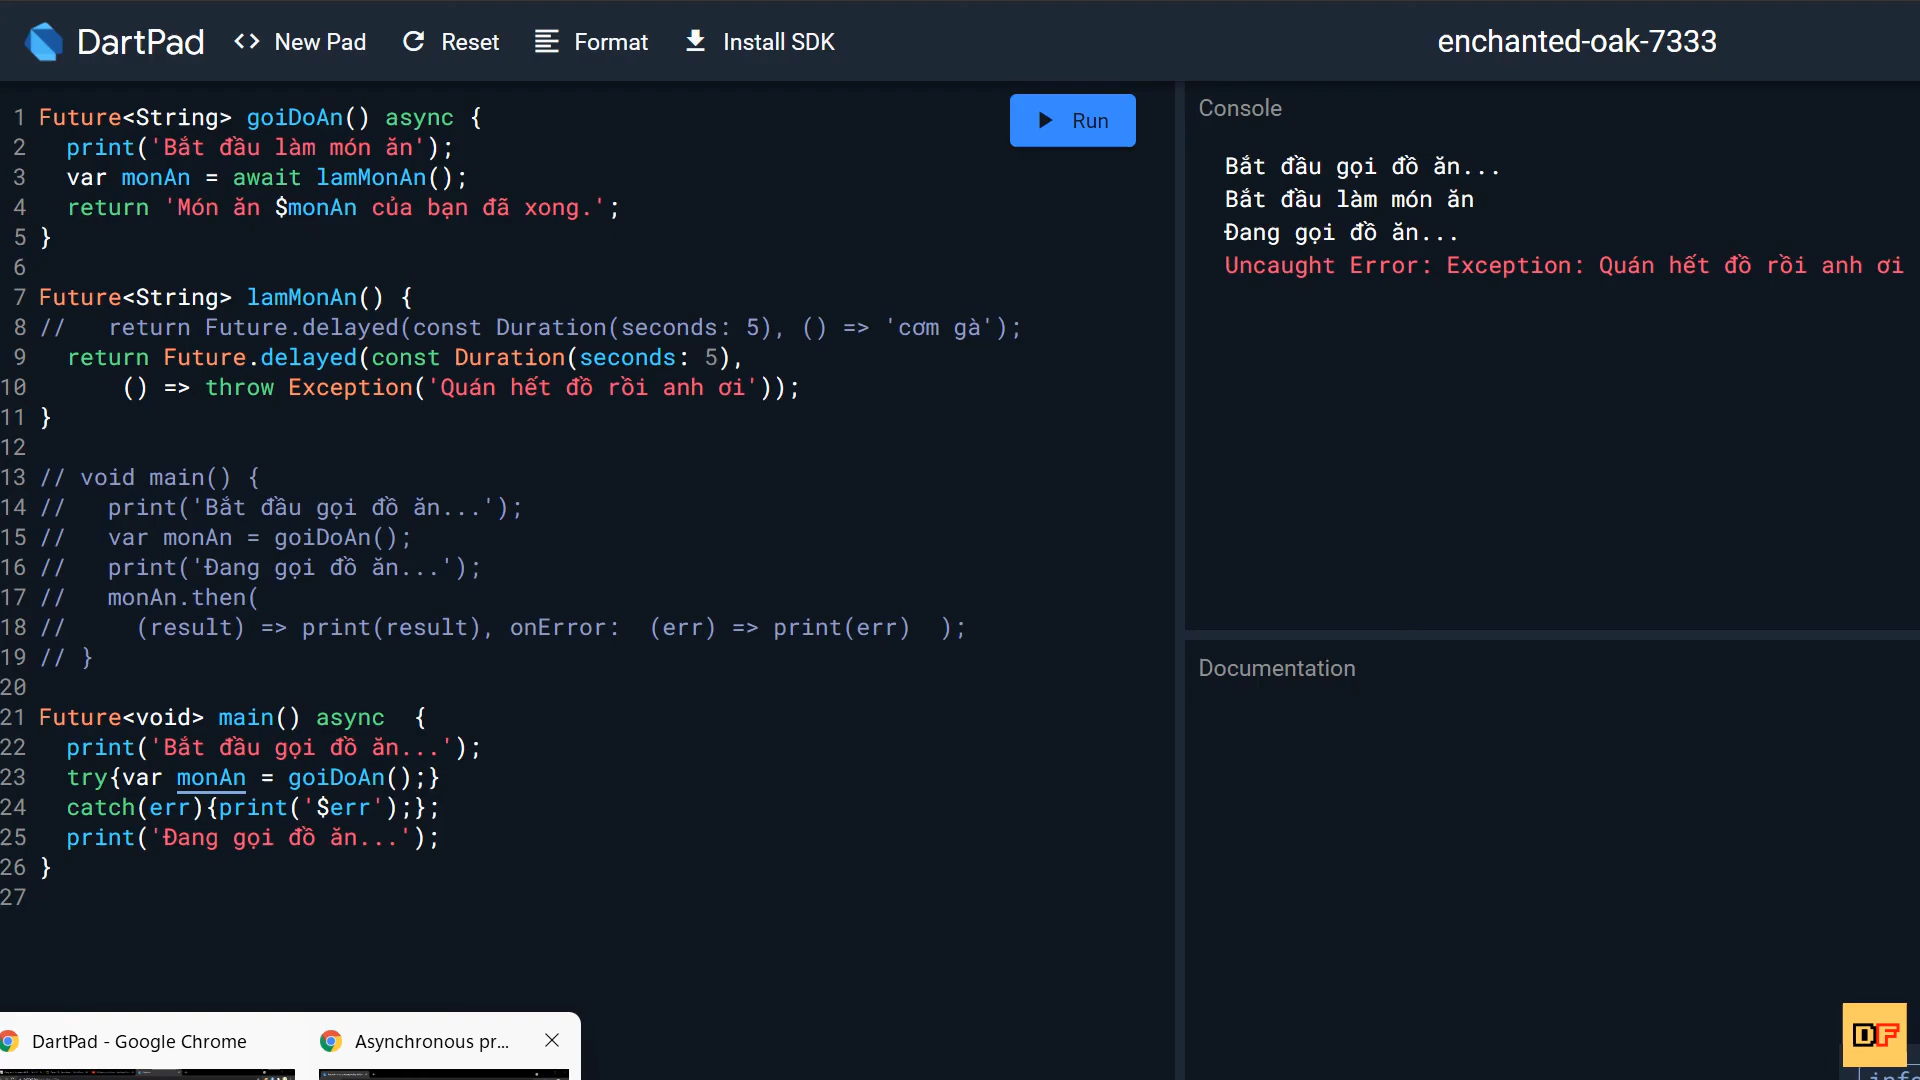 DartPad
<> New Pad
Reset
Format
Install SDK
enchanted-oak-7333
1 Future<String> goiDoAn() async {
2   print('Bắt đầu làm món ăn');
3   var monAn = await lamMonAn();
4   return 'Món ăn $monAn của bạn đã xong.';
5 }
6
7 Future<String> lamMonAn() {
8 //   return Future.delayed(const Duration(seconds: 5), () => 'cơm gà');
9   return Future.delayed(const Duration(seconds: 5),
10       () => throw Exception('Quán hết đồ rồi anh ơi'));
11 }
12
13 // void main() {
14 //   print('Bắt đầu gọi đồ ăn...');
15 //   var monAn = goiDoAn();
16 //   print('Đang gọi đồ ăn...');
17 //   monAn.then(
18 //     (result) => print(result), onError:  (err) => print(err)  );
19 // }
20
21 Future<void> main() async  {
22   print('Bắt đầu gọi đồ ăn...');
23   try{var monAn = goiDoAn();}
24   catch(err){print('$err');};
25   print('Đang gọi đồ ăn...');
26 }
27
Run
Console
Bắt đầu gọi đồ ăn...
Bắt đầu làm món ăn
Đang gọi đồ ăn...
Uncaught Error: Exception: Quán hết đồ rồi anh ơi
Documentation
DartPad - Google Chrome
Asynchronous pr...
DF